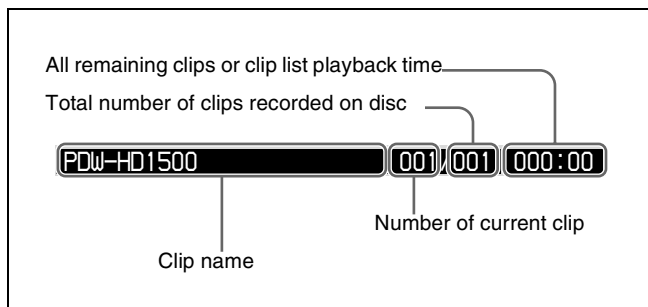 All remaining clips or clip list playback time
Total number of clips recorded on disc
PDW-HD1500 001/001 000:00
Number of current clip
Clip name